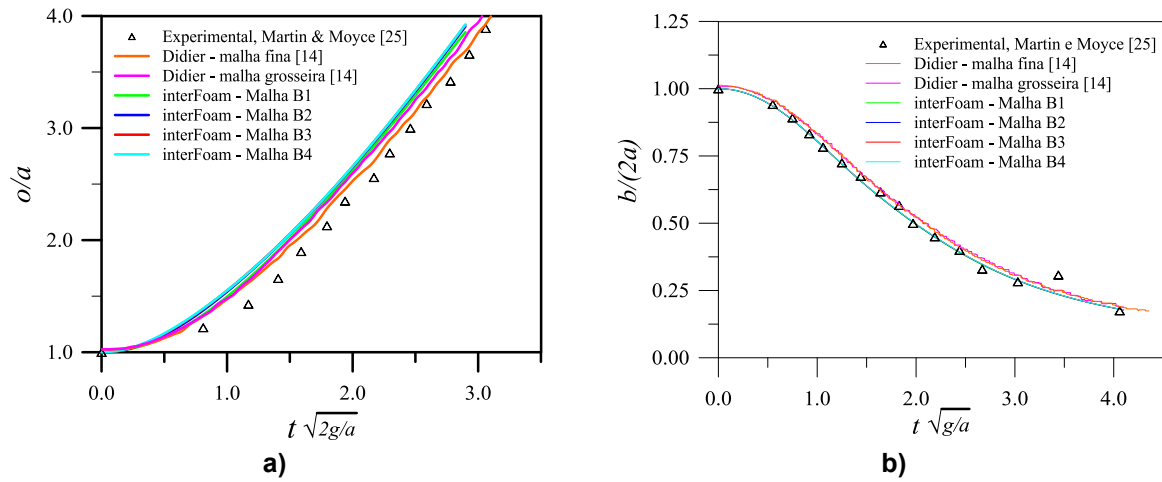 4.0
3.0
2.0
1.0
o/a
Experimental, Martin & Moyce [25]
Didier - malha fina [14]
Didier - malha grosseira [14]
interFoam - Malha B1
interFoam - Malha B2
interFoam - Malha B3
interFoam - Malha B4
0.0 1.0 2.0 3.0
t √2g/a
a)
1.25
1.00
0.75
0.50
0.25
0.00
b/(2a)
Experimental, Martin e Moyce [25]
Didier - malha fina [14]
Didier - malha grosseira [14]
interFoam - Malha B1
interFoam - Malha B2
interFoam - Malha B3
interFoam - Malha B4
0.0 1.0 2.0 3.0 4.0
t √g/a
b)